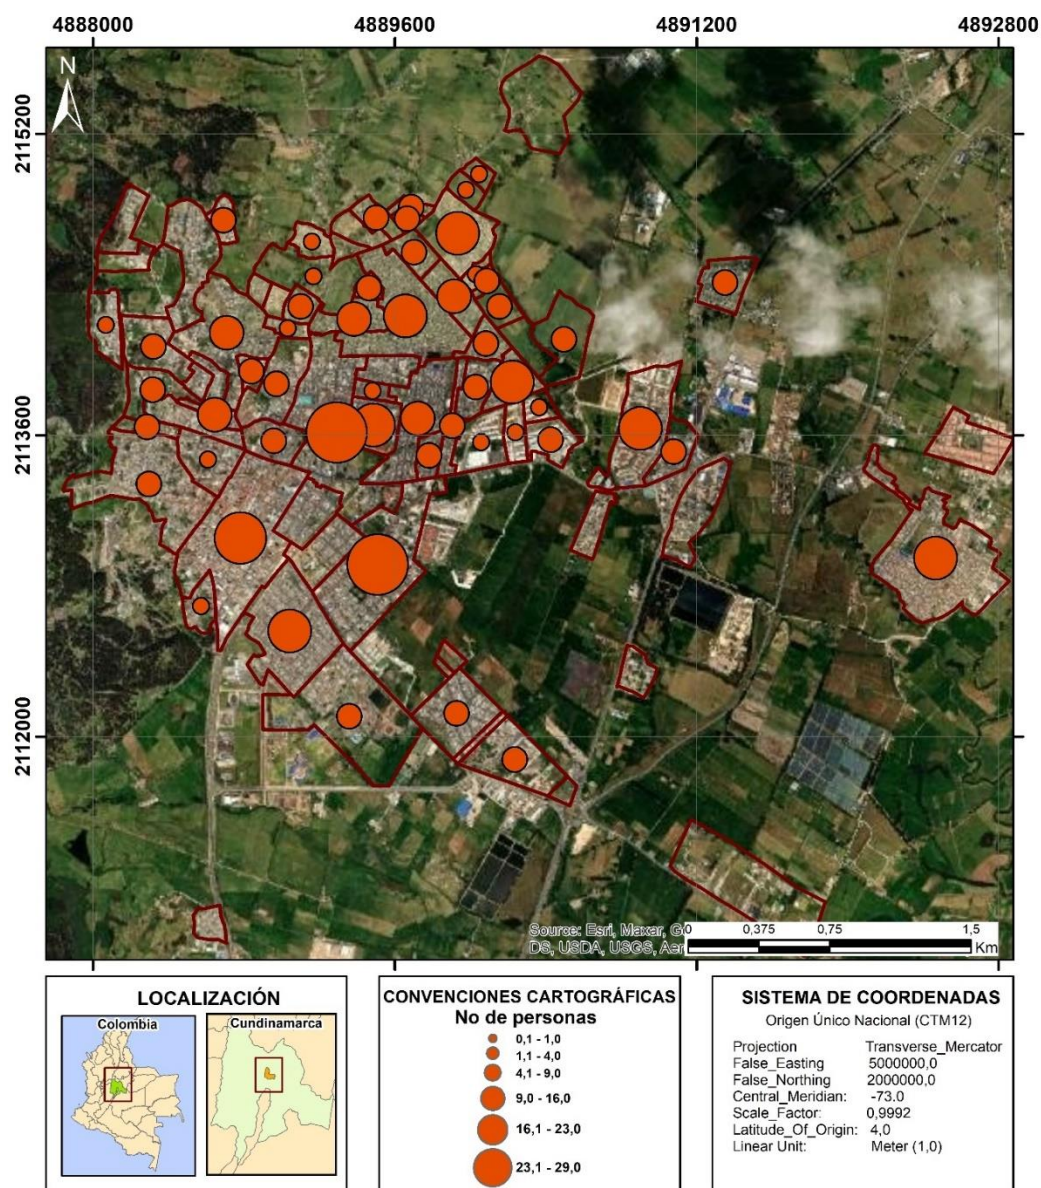 4888000 4889600 4891200 4892800
N
2115200
2113600
2112000
Source: Esri, Maxar, G
DS, USDA, USGS, Aer
0 0,375 0,75 1,5
Km
LOCALIZACIÓN
Colombia
Cundinamarca
CONVENCIONES CARTOGRÁFICAS
No de personas
0,1 - 1,0
1,1 - 4,0
4,1 - 9,0
9,0 - 16,0
16,1 - 23,0
23,1 - 29,0
SISTEMA DE COORDENADAS
Origen Único Nacional (CTM12)
Projection Transverse_Mercator
False_Easting 5000000,0
False_Northing 2000000,0
Central_Meridian: -73.0
Scale_Factor: 0,9992
Latitude_Of_Origin: 4,0
Linear Unit: Meter (1,0)